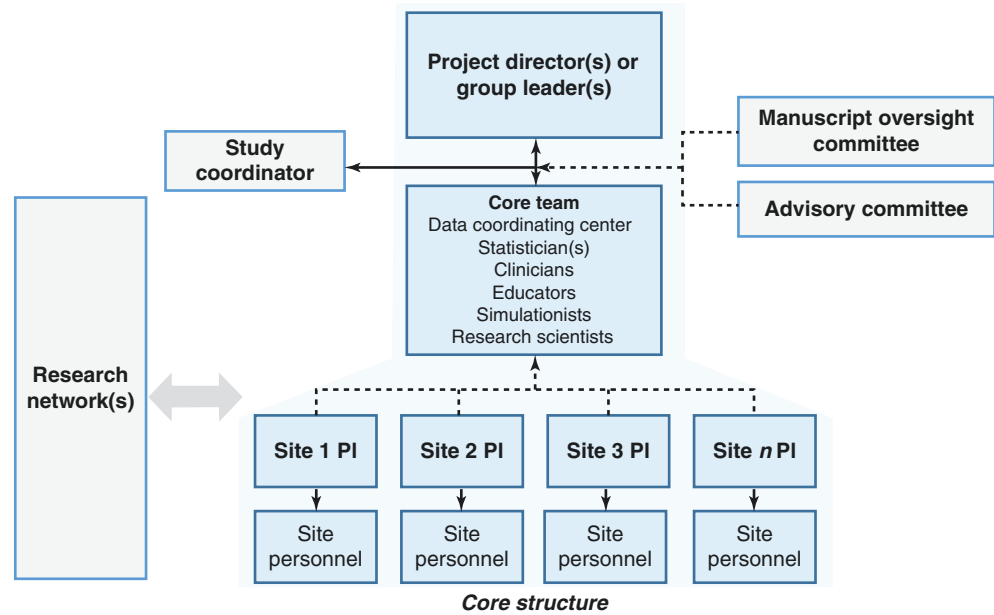 Project director(s) or
group leader(s)
Manuscript oversight
committee
Study
coordinator
Advisory committee
Core team
Data coordinating center
Statistician(s)
Clinicians
Educators
Simulationists
Research scientists
Research
network(s)
Site 1 PI
Site 2 PI
Site 3 PI
Site n PI
Site
personnel
Site
personnel
Site
personnel
Site
personnel
Core structure